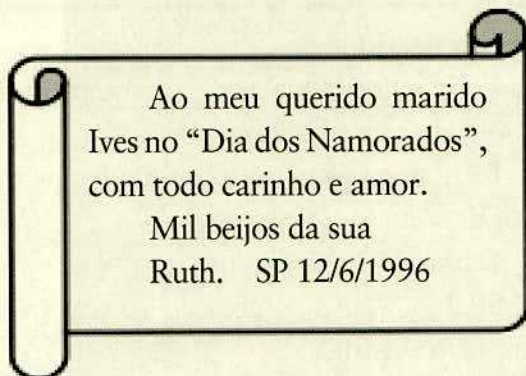 Ao meu querido marido
Ives no “Dia dos Namorados”,
com todo carinho e amor.
Mil beijos da sua
Ruth. SP 12/6/1996